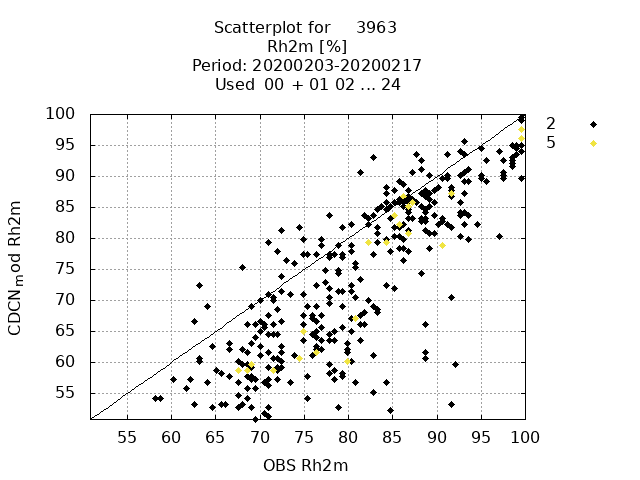 Scatterplot for 3963
Rh2m [%]
Period: 20200203-20200217
Used 00 + 01 02 ... 24
2
5
100
95
90
85
80
75
70
65
60
55
CDCNmod Rh2m
55 60 65 70 75 80 85 90 95 100
OBS Rh2m